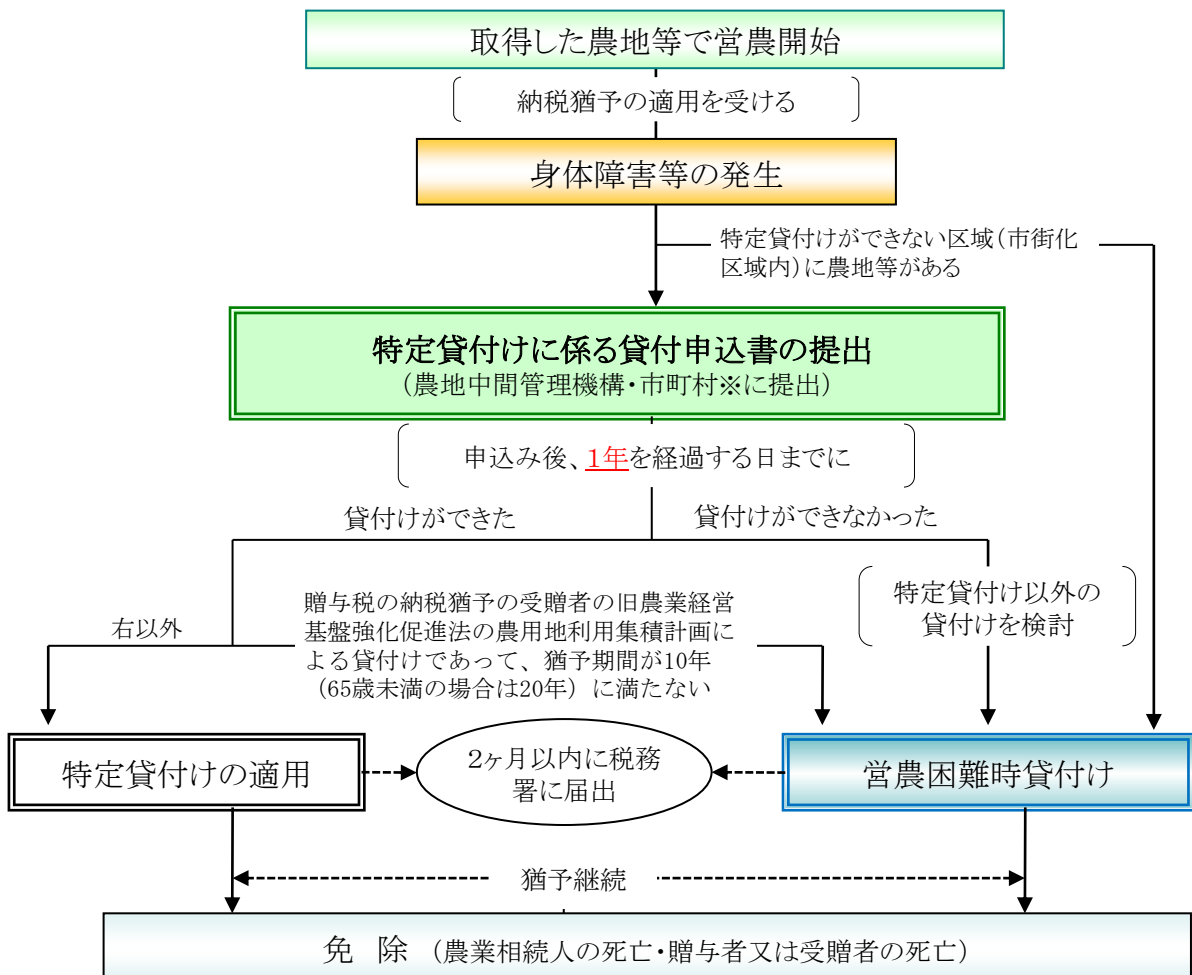 取得した農地等で営農開始
納税猶予の適用を受ける
身体障害等の発生
特定貸付けができない区域(市街化
区域内)に農地等がある
特定貸付けに係る貸付申込書の提出
(農地中間管理機構・市町村※に提出)
申込み後、1年を経過する日までに
貸付けができた
貸付けができなかった
右以外
贈与税の納税猶予の受贈者の旧農業経営
基盤強化促進法の農用地利用集積計画に
よる貸付けであって、猶予期間が10年
(65歳未満の場合は20年)に満たない
特定貸付け以外の
貸付けを検討
特定貸付けの適用
2ヶ月以内に税務
署に届出
営農困難時貸付け
猶予継続
免 除 (農業相続人の死亡・贈与者又は受贈者の死亡)